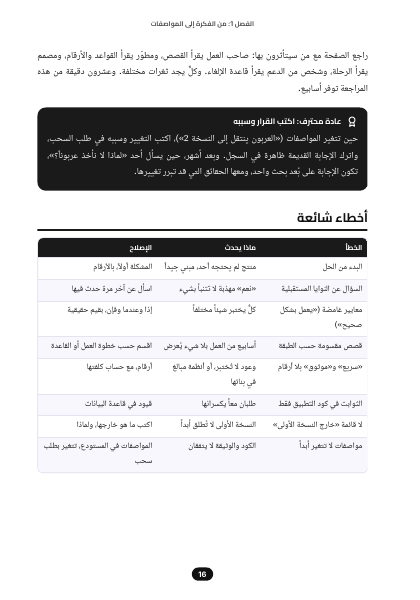 الفصل 1: من الفكرة إلى المواصفات
راجع الصفحة مع من سيتأثرون بها: صاحب العمل يقرأ القصص، ومطوّر يقرأ القواعد والأرقام، ومصمم
يقرأ الرحلة، وشخص من الدعم يقرأ قاعدة الإلغاء. وكلٌّ يجد ثغرات مختلفة. وعشرون دقيقة من هذه
المراجعة توفر أسابيع.
عادة محترف: اكتب القرار وسببه
حين تتغير المواصفات («العربون ينتقل إلى النسخة 2»)، اكتب التغيير وسببه في طلب السحب،
واترك الإجابة القديمة ظاهرة في السجل. وبعد أشهر، حين يسأل أحد «لماذا لا نأخذ عربوناً؟»،
تكون الإجابة على بُعد بحث واحد، ومعها الحقائق التي قد تبرر تغييرها.
أخطاء شائعة
الخطأ ماذا يحدث الإصلاح
البدء من الحل منتج لم يحتجه أحد، مبني جيداً المشكلة أولاً، بالأرقام
السؤال عن النوايا المستقبلية «نعم» مهذبة لا تتنبأ بشيء اسأل عن آخر مرة حدث فيها
معايير غامضة («يعمل بشكل كلٌّ يختبر شيئاً مختلفاً إذا وعندما وفإن، بقيم حقيقية
صحيح»)
قصص مقسومة حسب الطبقة أسابيع من العمل بلا شيء يُعرض اقسم حسب خطوة العمل أو القاعدة
«سريع» و«موثوق» بلا أرقام وعود لا تُختبر، أو أنظمة مبالغ أرقام، مع حساب كلفتها
في بنائها
الثوابت في كود التطبيق فقط طلبان معاً يكسرانها قيود في قاعدة البيانات
لا قائمة «خارج النسخة الأولى» النسخة الأولى لا تُطلق أبداً اكتب ما هو خارجها، ولماذا
مواصفات لا تتغير أبداً الكود والوثيقة لا يتفقان المواصفات في المستودع، تتغير بطلب
سحب
16